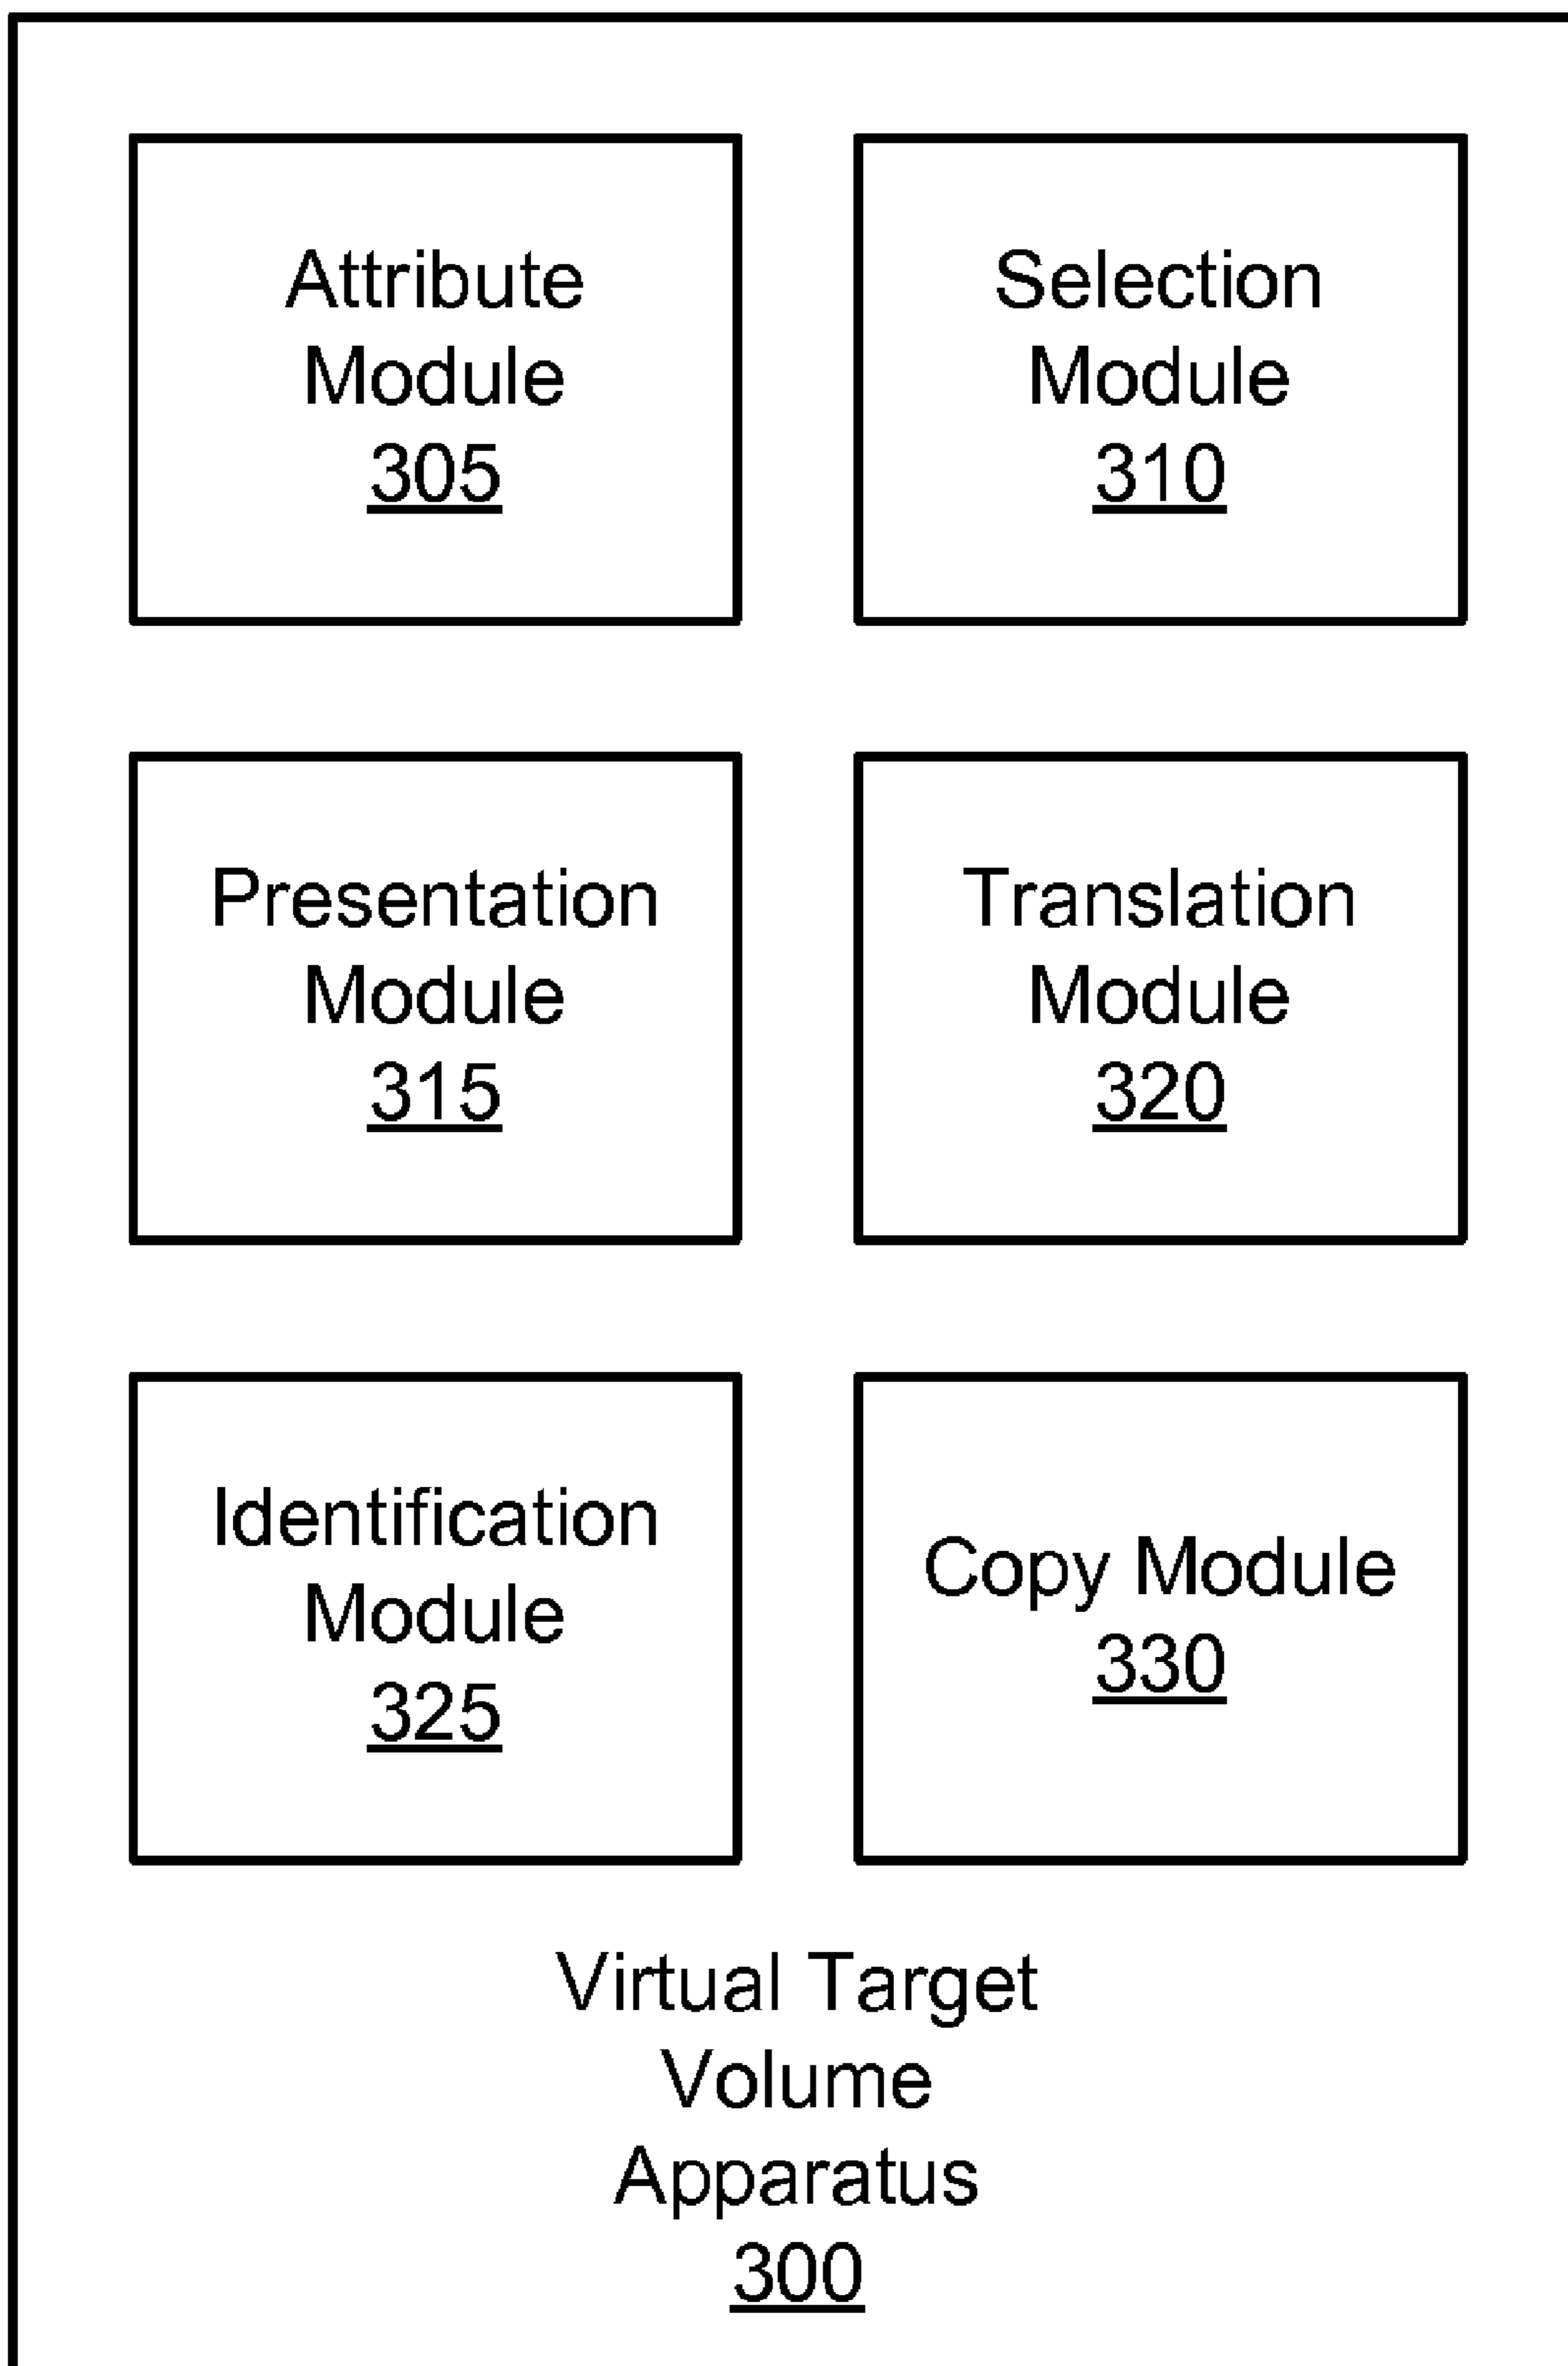 Attribute
Module
305
Selection
Module
310
Presentation
Module
315
Translation
Module
320
Identification
Module
325
Copy Module
330
Virtual Target
Volume
Apparatus
300